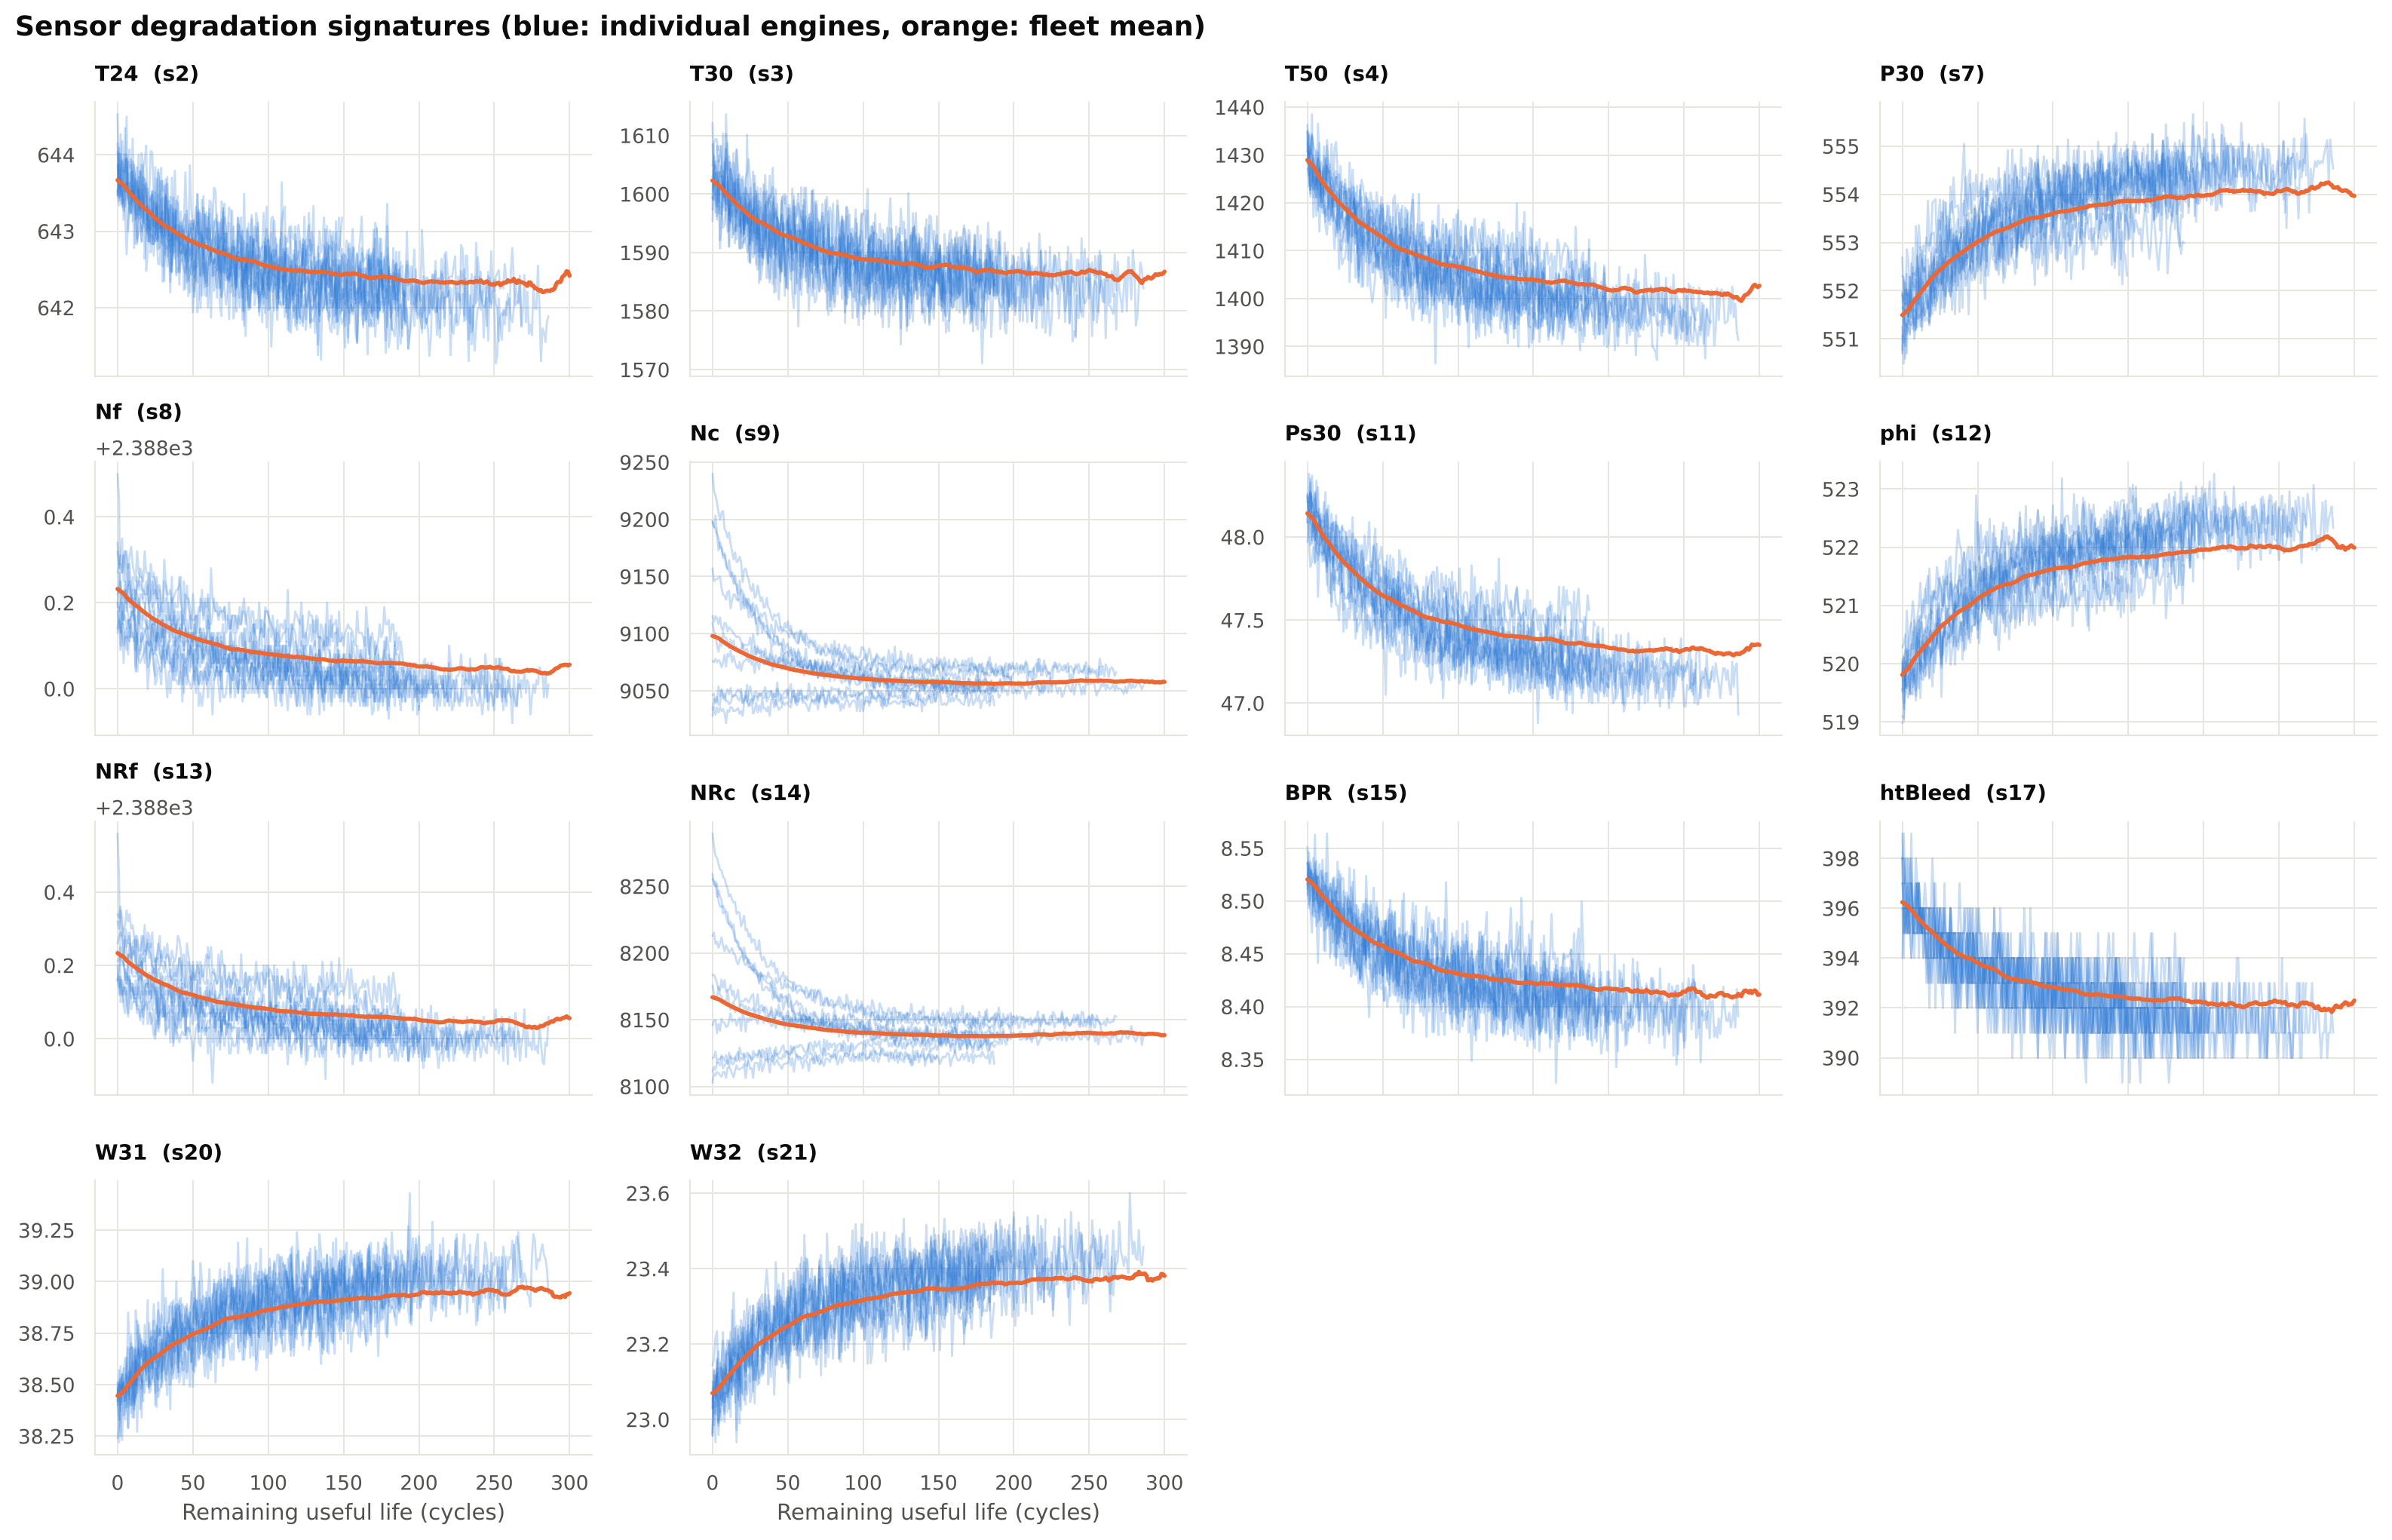 Sensor degradation signatures (blue: individual engines, orange: fleet mean)
T24 (s2)
644
643
642
T30 (s3)
1610
1600
1590
1580
1570
T50 (s4)
1440
1430
1420
1410
1400
1390
P30 (s7)
555
554
553
552
551
Nf (s8)
+2.388e3
0.4
0.2
0.0
Nc (s9)
9250
9200
9150
9100
9050
Ps30 (s11)
48.0
47.5
47.0
phi (s12)
523
522
521
520
519
NRf (s13)
+2.388e3
0.4
0.2
0.0
NRc (s14)
8250
8200
8150
8100
BPR (s15)
8.55
8.50
8.45
8.40
8.35
htBleed (s17)
398
396
394
392
390
W31 (s20)
39.25
39.00
38.75
38.50
38.25
0 50 100 150 200 250 300
Remaining useful life (cycles)
W32 (s21)
23.6
23.4
23.2
23.0
0 50 100 150 200 250 300
Remaining useful life (cycles)